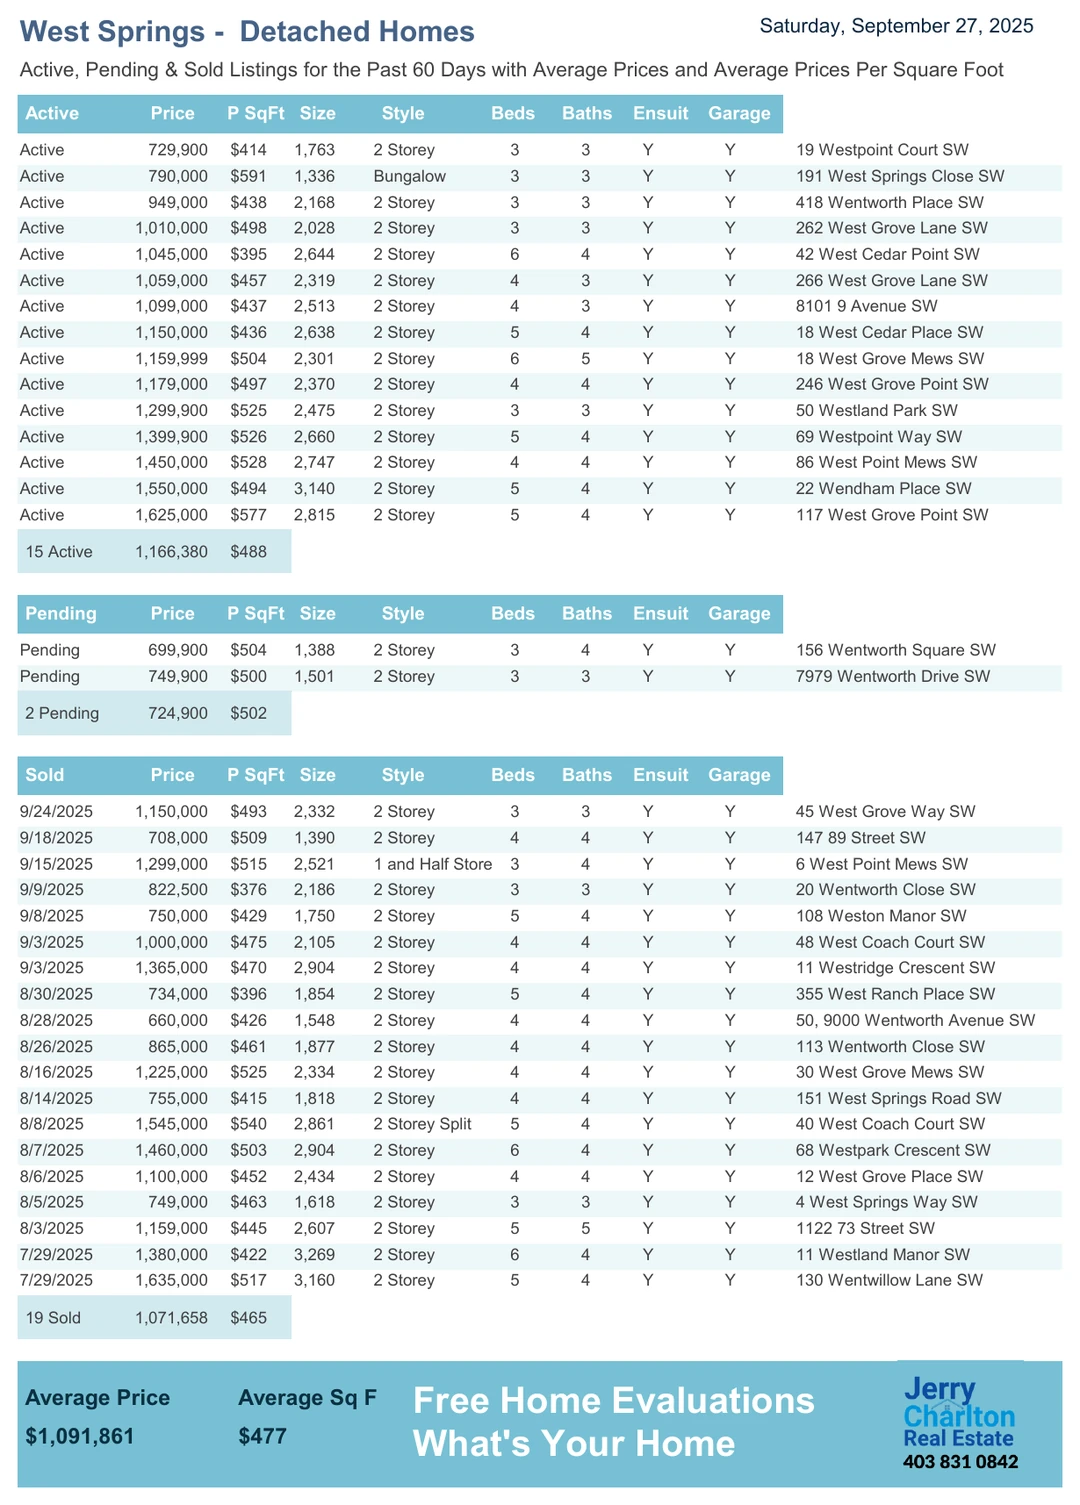 West Springs - Detached Homes
Saturday, September 27, 2025
Active, Pending & Sold Listings for the Past 60 Days with Average Prices and Average Prices Per Square Foot
Active Price P SqFt Size Style Beds Baths Ensuit Garage
Active 729,900 $414 1,763 2 Storey 3 3 Y Y 19 Westpoint Court SW
Active 790,000 $591 1,336 Bungalow 3 3 Y Y 191 West Springs Close SW
Active 949,000 $438 2,168 2 Storey 3 3 Y Y 418 Wentworth Place SW
Active 1,010,000 $498 2,028 2 Storey 3 3 Y Y 262 West Grove Lane SW
Active 1,045,000 $395 2,644 2 Storey 6 4 Y Y 42 West Cedar Point SW
Active 1,059,000 $457 2,319 2 Storey 4 3 Y Y 266 West Grove Lane SW
Active 1,099,000 $437 2,513 2 Storey 4 3 Y Y 8101 9 Avenue SW
Active 1,150,000 $436 2,638 2 Storey 5 4 Y Y 18 West Cedar Place SW
Active 1,159,999 $504 2,301 2 Storey 6 5 Y Y 18 West Grove Mews SW
Active 1,179,000 $497 2,370 2 Storey 4 4 Y Y 246 West Grove Point SW
Active 1,299,900 $525 2,475 2 Storey 3 3 Y Y 50 Westland Park SW
Active 1,399,900 $526 2,660 2 Storey 5 4 Y Y 69 Westpoint Way SW
Active 1,450,000 $528 2,747 2 Storey 4 4 Y Y 86 West Point Mews SW
Active 1,550,000 $494 3,140 2 Storey 5 4 Y Y 22 Wendham Place SW
Active 1,625,000 $577 2,815 2 Storey 5 4 Y Y 117 West Grove Point SW
15 Active 1,166,380 $488
Pending Price P SqFt Size Style Beds Baths Ensuit Garage
Pending 699,900 $504 1,388 2 Storey 3 4 Y Y 156 Wentworth Square SW
Pending 749,900 $500 1,501 2 Storey 3 3 Y Y 7979 Wentworth Drive SW
2 Pending 724,900 $502
Sold Price P SqFt Size Style Beds Baths Ensuit Garage
9/24/2025 1,150,000 $493 2,332 2 Storey 3 3 Y Y 45 West Grove Way SW
9/18/2025 708,000 $509 1,390 2 Storey 4 4 Y Y 147 89 Street SW
9/15/2025 1,299,000 $515 2,521 1 and Half Store 3 4 Y Y 6 West Point Mews SW
9/9/2025 822,500 $376 2,186 2 Storey 3 3 Y Y 20 Wentworth Close SW
9/8/2025 750,000 $429 1,750 2 Storey 5 4 Y Y 108 Weston Manor SW
9/3/2025 1,000,000 $475 2,105 2 Storey 4 4 Y Y 48 West Coach Court SW
9/3/2025 1,365,000 $470 2,904 2 Storey 4 4 Y Y 11 Westridge Crescent SW
8/30/2025 734,000 $396 1,854 2 Storey 5 4 Y Y 355 West Ranch Place SW
8/28/2025 660,000 $426 1,548 2 Storey 4 4 Y Y 50, 9000 Wentworth Avenue SW
8/26/2025 865,000 $461 1,877 2 Storey 4 4 Y Y 113 Wentworth Close SW
8/16/2025 1,225,000 $525 2,334 2 Storey 4 4 Y Y 30 West Grove Mews SW
8/14/2025 755,000 $415 1,818 2 Storey 4 4 Y Y 151 West Springs Road SW
8/8/2025 1,545,000 $540 2,861 2 Storey Split 5 4 Y Y 40 West Coach Court SW
8/7/2025 1,460,000 $503 2,904 2 Storey 6 4 Y Y 68 Westpark Crescent SW
8/6/2025 1,100,000 $452 2,434 2 Storey 4 4 Y Y 12 West Grove Place SW
8/5/2025 749,000 $463 1,618 2 Storey 3 3 Y Y 4 West Springs Way SW
8/3/2025 1,159,000 $445 2,607 2 Storey 5 5 Y Y 1122 73 Street SW
7/29/2025 1,380,000 $422 3,269 2 Storey 6 4 Y Y 11 Westland Manor SW
7/29/2025 1,635,000 $517 3,160 2 Storey 5 4 Y Y 130 Wentwillow Lane SW
19 Sold 1,071,658 $465
Average Price Average Sq F
$1,091,861 $477
Free Home Evaluations
What's Your Home
Jerry
Charlton
Real Estate
403 831 0842